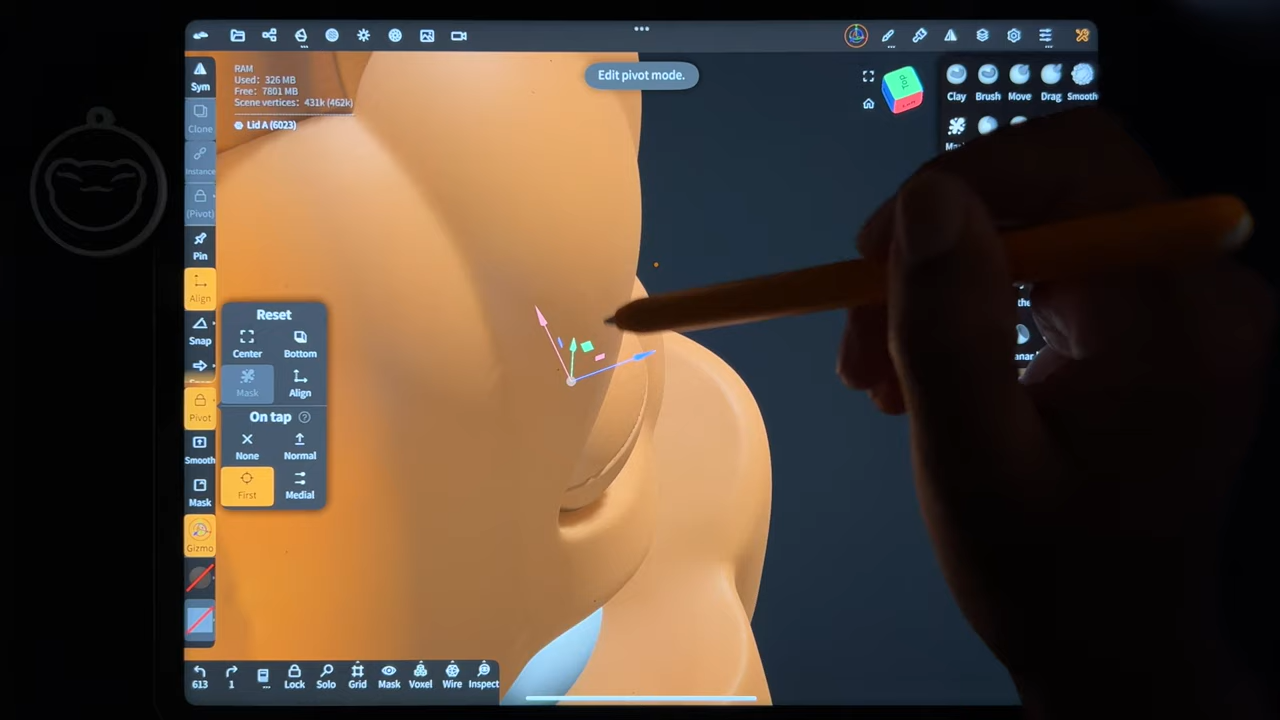 Edit pivot mode.
RAM
Used: 326 MB
Free: 7801 MB
Scene vertices: 431k (462k)
Lid A (6023)
Top
Sym
Clone
Instance
(Pivot)
Pin
Align
Snap
Pivot
Smooth
Mask
Gizmo
Reset
Center
Bottom
Mask
Align
On tap ?
None
Normal
First
Medial
Clay
Brush
Move
Drag
Smooth
613
1
Lock
Solo
Grid
Mask
Voxel
Wire
Inspect